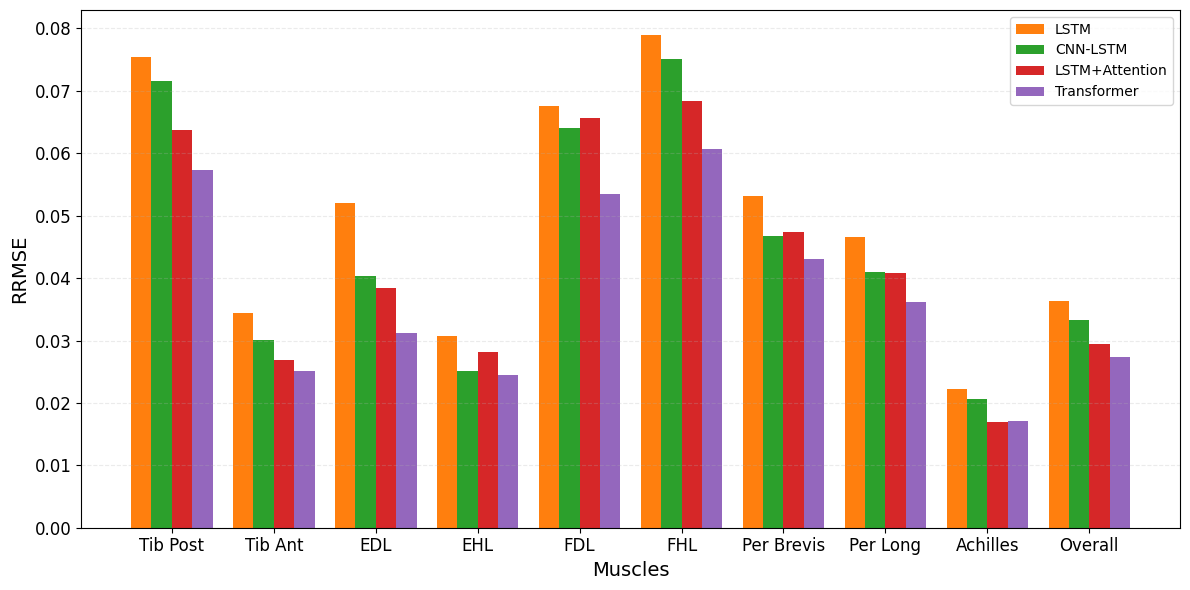 0.08
0.07
0.06
0.05
0.04
0.03
0.02
0.01
0.00
RRMSE
LSTM
CNN-LSTM
LSTM+Attention
Transformer
Tib Post Tib Ant EDL EHL FDL FHL Per Brevis Per Long Achilles Overall
Muscles